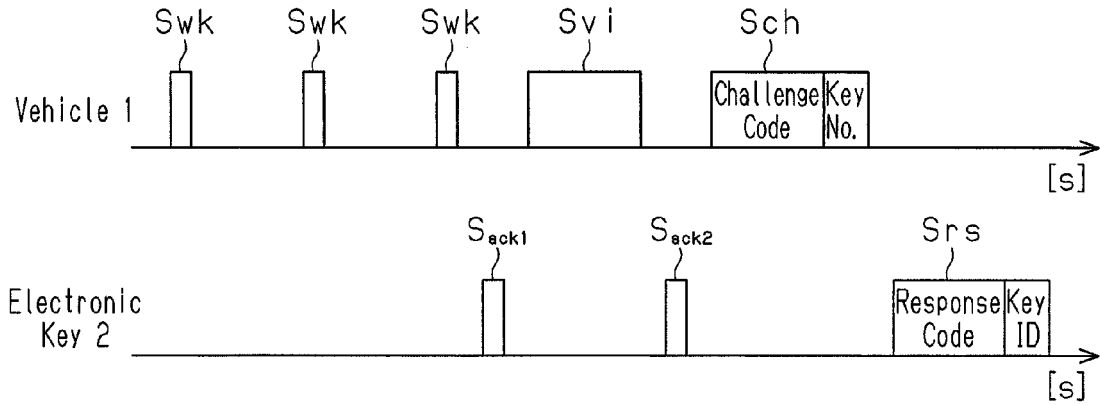 Swk Swk Swk Svi Sch
Vehicle 1
Challenge Code
Key No.
[s]
Sack1 Sack2 Srs
Electronic
Key 2
Response Code
Key ID
[s]